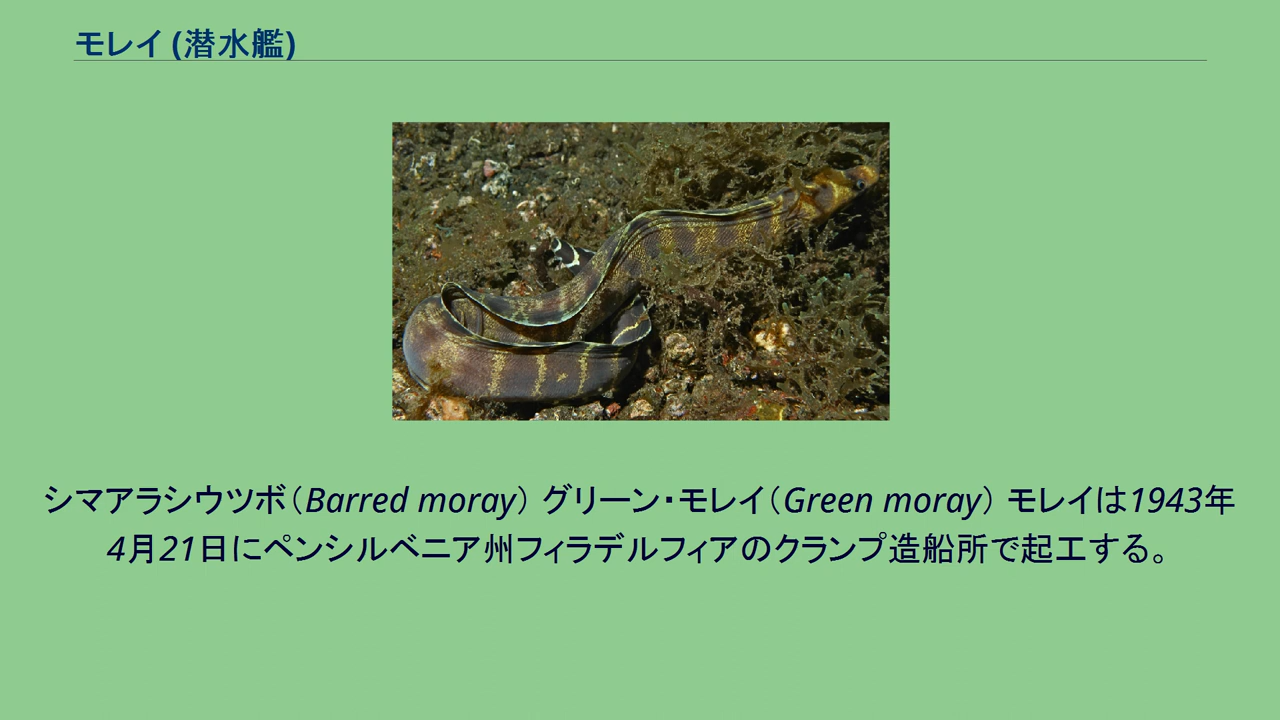 モレイ (潜水艦)
シマアラシウツボ（Barred moray） グリーン・モレイ（Green moray） モレイは1943年
4月21日にペンシルベニア州フィラデルフィアのクランプ造船所で起工する。